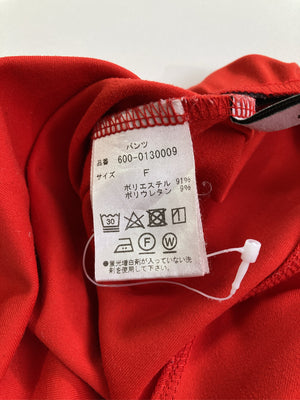 パンツ
品番 600-0130009
サイズ F
ポリエステル 91%
ポリウレタン 9%
30
F W
●蛍光増白剤が入っていない洗
剤を使用して下さい。